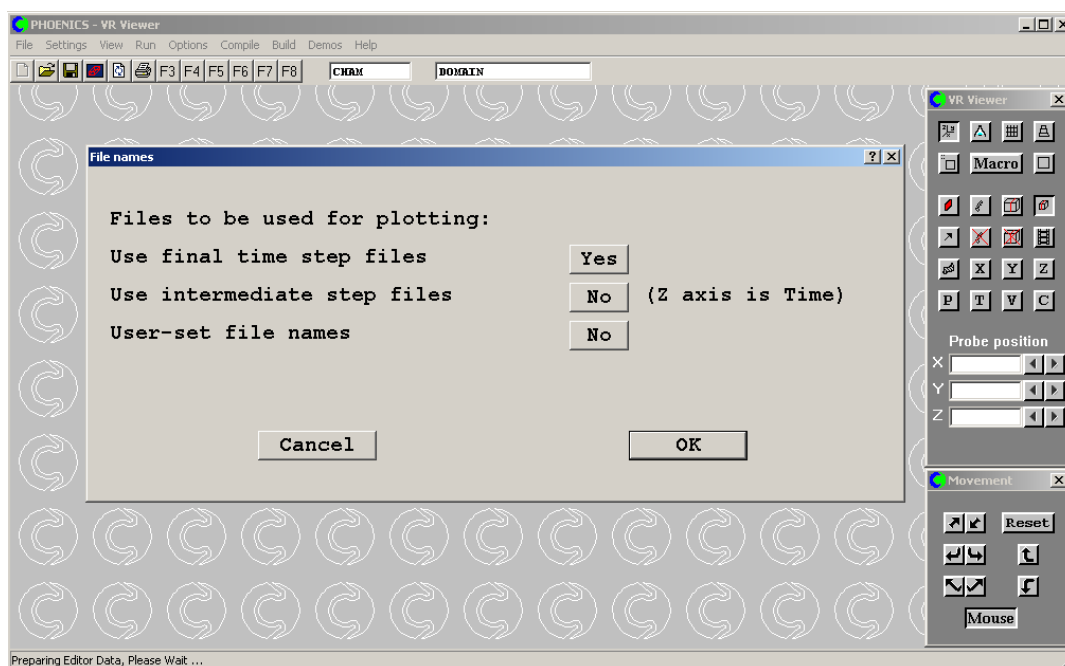 PHOENICS - VR Viewer
File Settings View Run Options Compile Build Demos Help
F3 F4 F5 F6 F7 F8 CHAM DOMAIN
VR Viewer
Macro
X Y Z
P T V C
Probe position
X
Y
Z
File names
Files to be used for plotting:
Use final time step files Yes
Use intermediate step files No (Z axis is Time)
User-set file names No
Cancel OK
Movement
Reset
Mouse
Preparing Editor Data, Please Wait ...